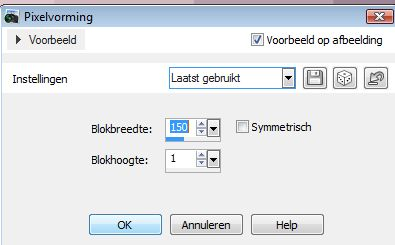 Pixelvorming
Voorbeeld
Voorbeeld op afbeelding
Instellingen
Laatst gebruikt
Blokbreedte: 150
Symmetrisch
Blokhoogte: 1
OK
Annuleren
Help